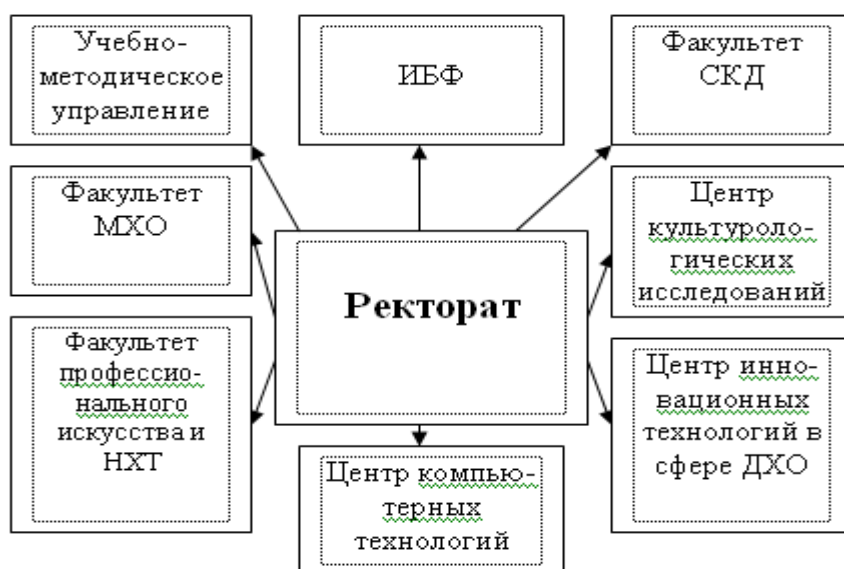 Учебно-
методическое
управление
ИБФ
Факультет
СКД
Факультет
МХО
Центр
культуроло-
гических
исследований
Ректорат
Факультет
профессио-
нального
искусства и
НХТ
Центр инно-
вационных
технологий в
сфере ДХО
Центр компью-
терных
технологий